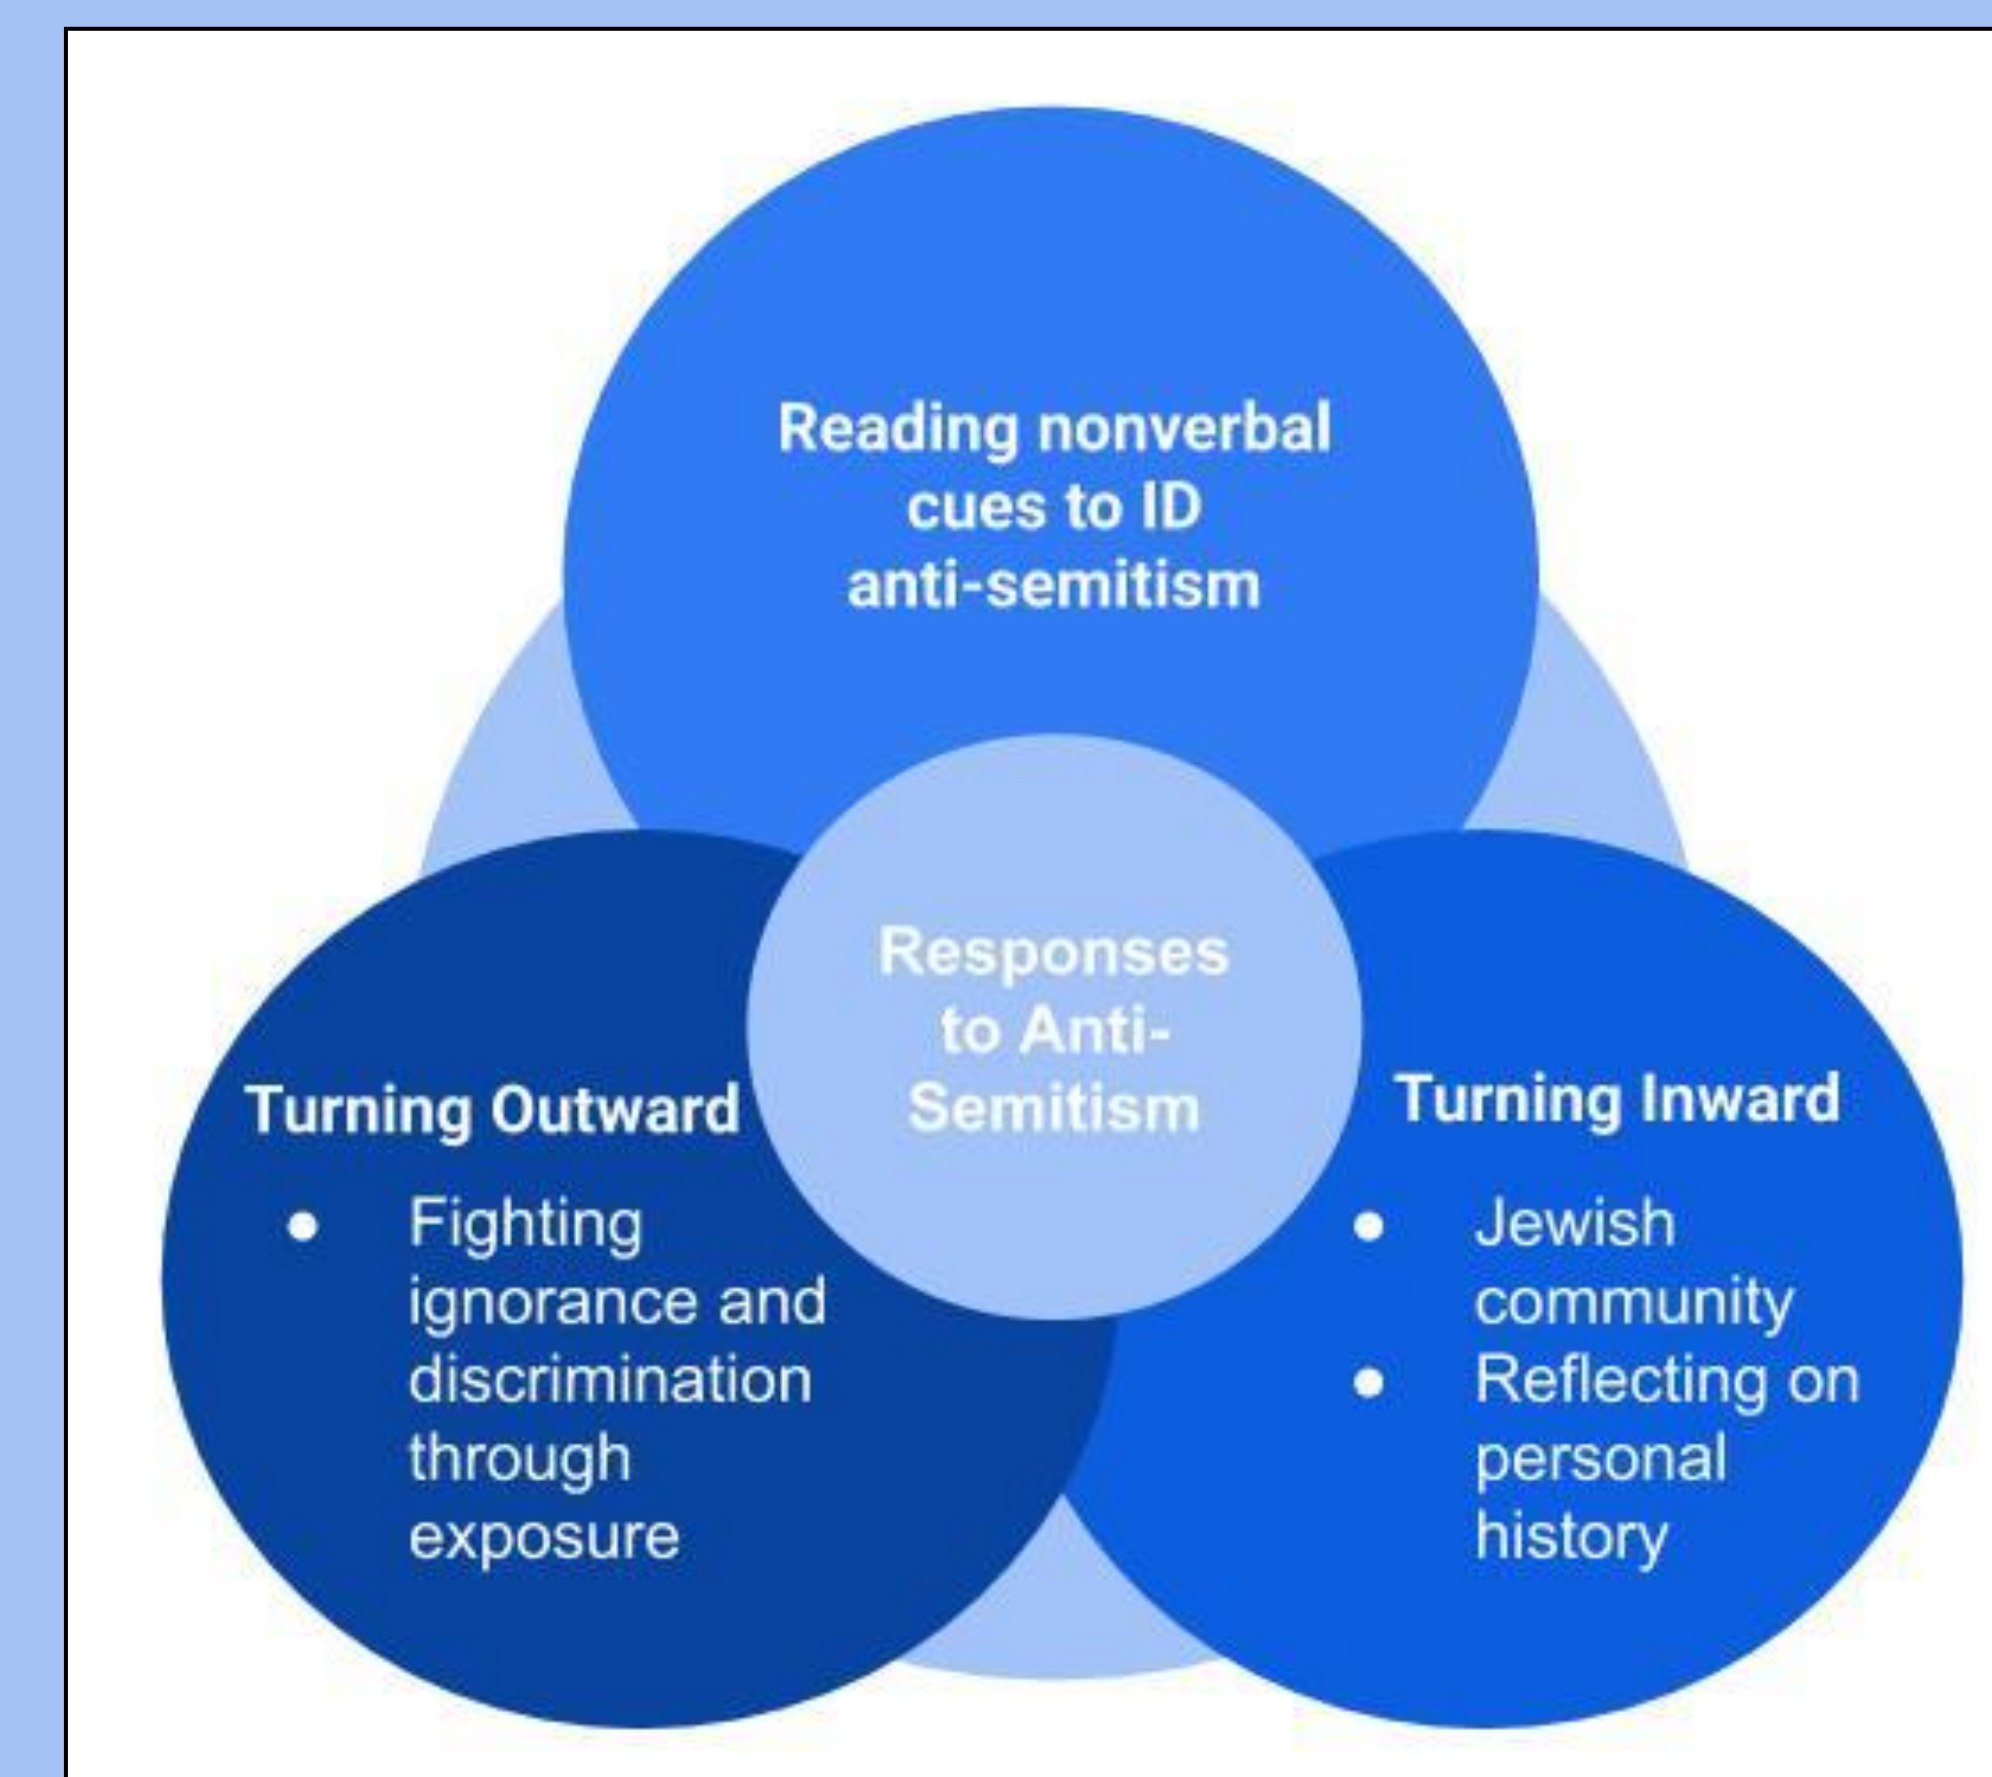 Reading nonverbal
cues to ID
anti-semitism
Responses
to Anti-
Semitism
Turning Outward
● Fighting
ignorance and
discrimination
through
exposure
Turning Inward
● Jewish
community
● Reflecting on
personal
history